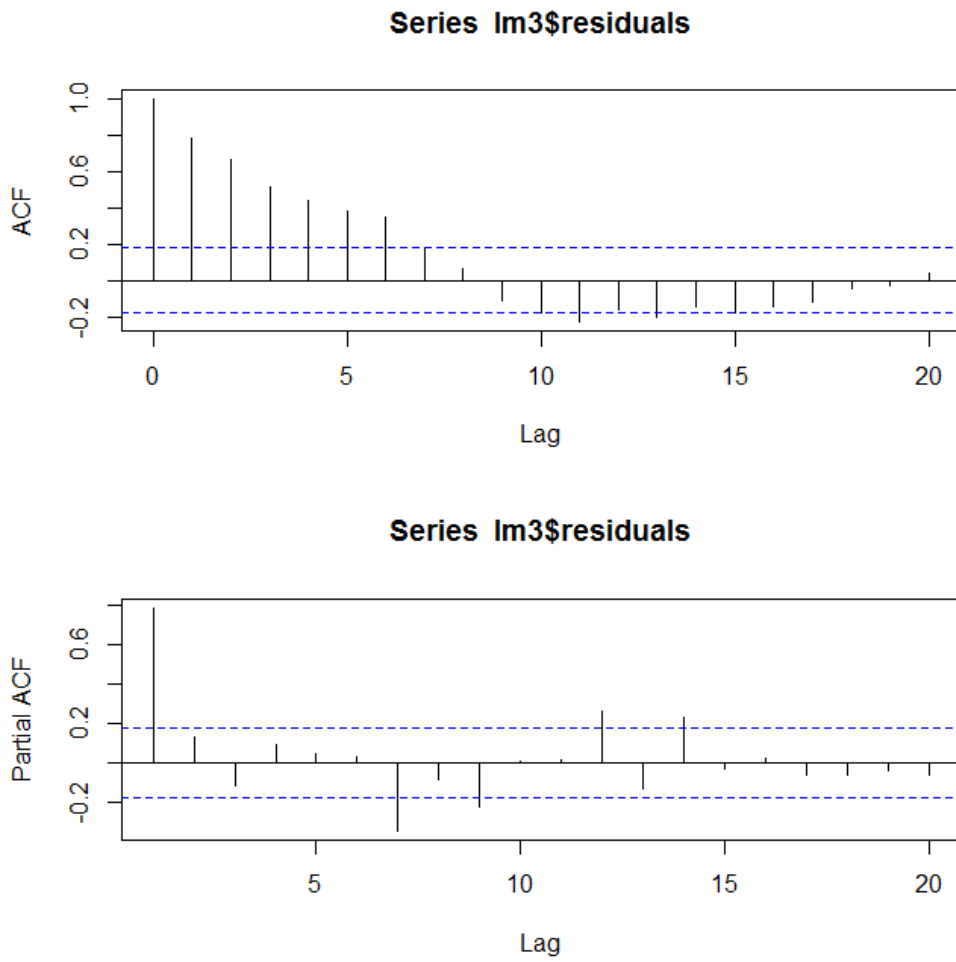 Series lm3$residuals
ACF
1.0
0.6
0.2
-0.2
0 5 10 15 20
Lag
Series lm3$residuals
Partial ACF
0.6
0.2
-0.2
5 10 15 20
Lag